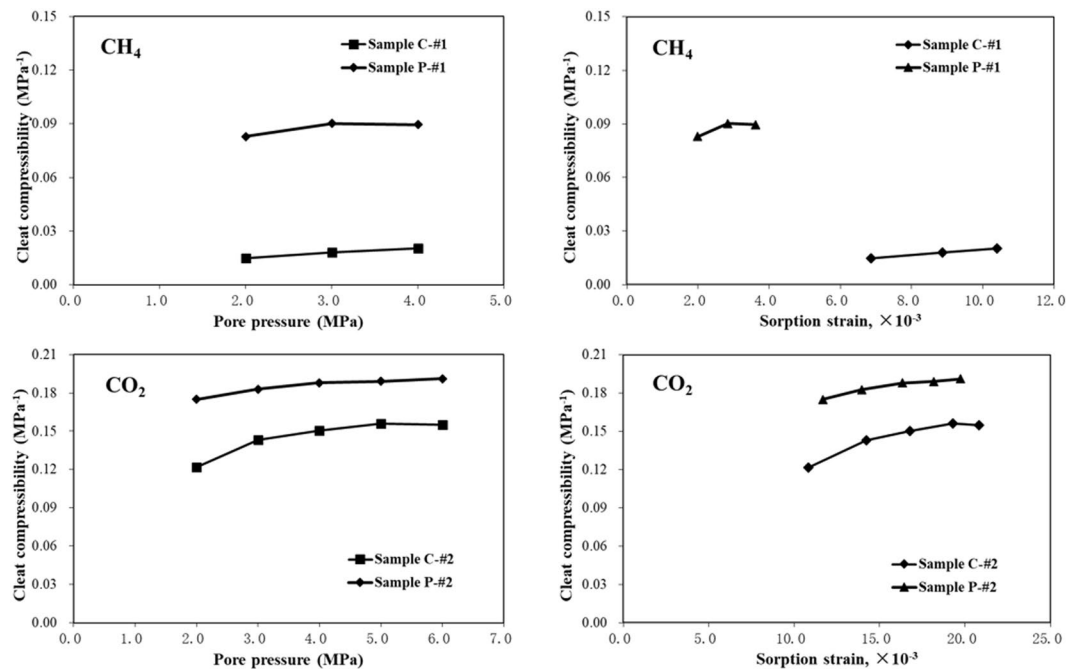 CH₄
Sample C-#1
Sample P-#1
Cleat compressibility (MPa⁻¹)
0.15
0.12
0.09
0.06
0.03
0.00
0.0 1.0 2.0 3.0 4.0 5.0
Pore pressure (MPa)
CH₄
Sample C-#1
Sample P-#1
Cleat compressibility (MPa⁻¹)
0.15
0.12
0.09
0.06
0.03
0.00
0.0 2.0 4.0 6.0 8.0 10.0 12.0
Sorption strain, ×10⁻³
CO₂
Cleat compressibility (MPa⁻¹)
0.21
0.18
0.15
0.12
0.09
0.06
0.03
0.00
Sample C-#2
Sample P-#2
0.0 1.0 2.0 3.0 4.0 5.0 6.0 7.0
Pore pressure (MPa)
CO₂
Cleat compressibility (MPa⁻¹)
0.21
0.18
0.15
0.12
0.09
0.06
0.03
0.00
Sample C-#2
Sample P-#2
0.0 5.0 10.0 15.0 20.0 25.0
Sorption strain, ×10⁻³